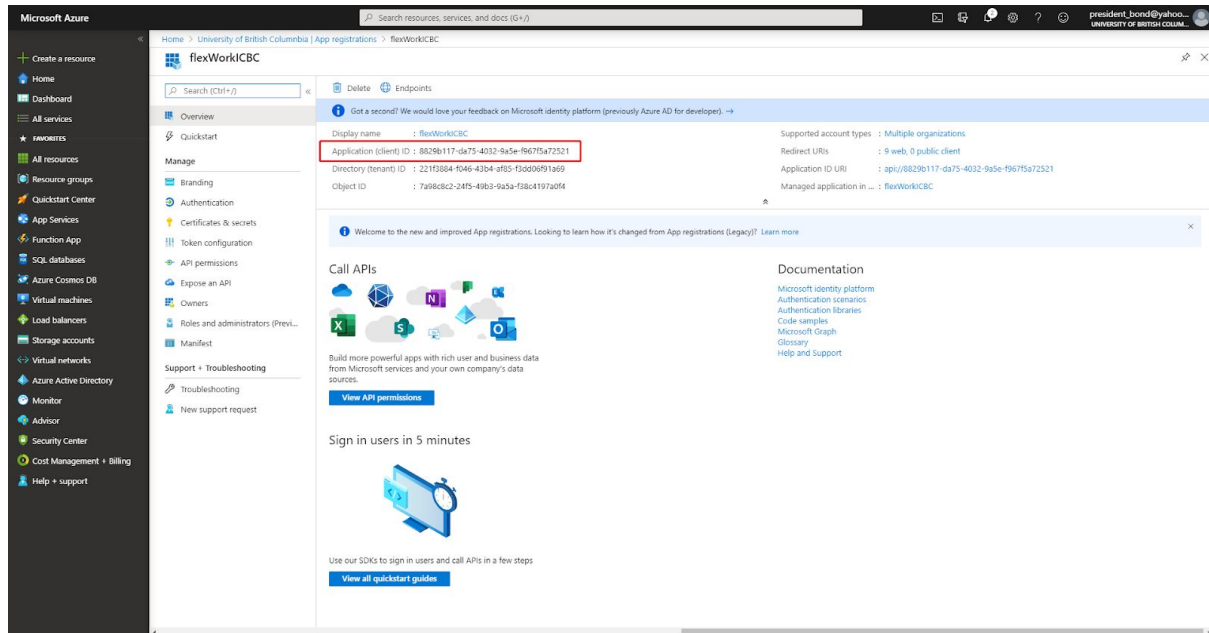 Microsoft Azure
Search resources, services, and docs (G+/)
president_bond@yahoo...
UNIVERSITY OF BRITISH COLUM...
Create a resource
Home
Dashboard
All services
FAVORITES
All resources
Resource groups
Quickstart Center
App Services
Function App
SQL databases
Azure Cosmos DB
Virtual machines
Load balancers
Storage accounts
Virtual networks
Azure Active Directory
Monitor
Advisor
Security Center
Cost Management + Billing
Help + support
Home > University of British Columnbia | App registrations > flexWorkICBC
flexWorkICBC
Search (Ctrl+/)
Overview
Quickstart
Manage
Branding
Authentication
Certificates & secrets
Token configuration
API permissions
Expose an API
Owners
Roles and administrators (Previ...
Manifest
Support + Troubleshooting
Troubleshooting
New support request
Delete Endpoints
Got a second? We would love your feedback on Microsoft identity platform (previously Azure AD for developer). →
Display name : flexWorkICBC
Application (client) ID : 8829b117-da75-4032-9a5e-f967f5a72521
Directory (tenant) ID : 221f3884-f046-43b4-af85-f3dd06f91a69
Object ID : 7a98c8c2-24f5-49b3-9a5a-f38c4197a0f4
Supported account types : Multiple organizations
Redirect URIs : 9 web, 0 public client
Application ID URI : api://8829b117-da75-4032-9a5e-f967f5a72521
Managed application in ... : flexWorkICBC
Welcome to the new and improved App registrations. Looking to learn how it's changed from App registrations (Legacy)? Learn more
Call APIs
Build more powerful apps with rich user and business data
from Microsoft services and your own company's data
sources.
View API permissions
Sign in users in 5 minutes
Use our SDKs to sign in users and call APIs in a few steps
View all quickstart guides
Documentation
Microsoft identity platform
Authentication scenarios
Authentication libraries
Code samples
Microsoft Graph
Glossary
Help and Support